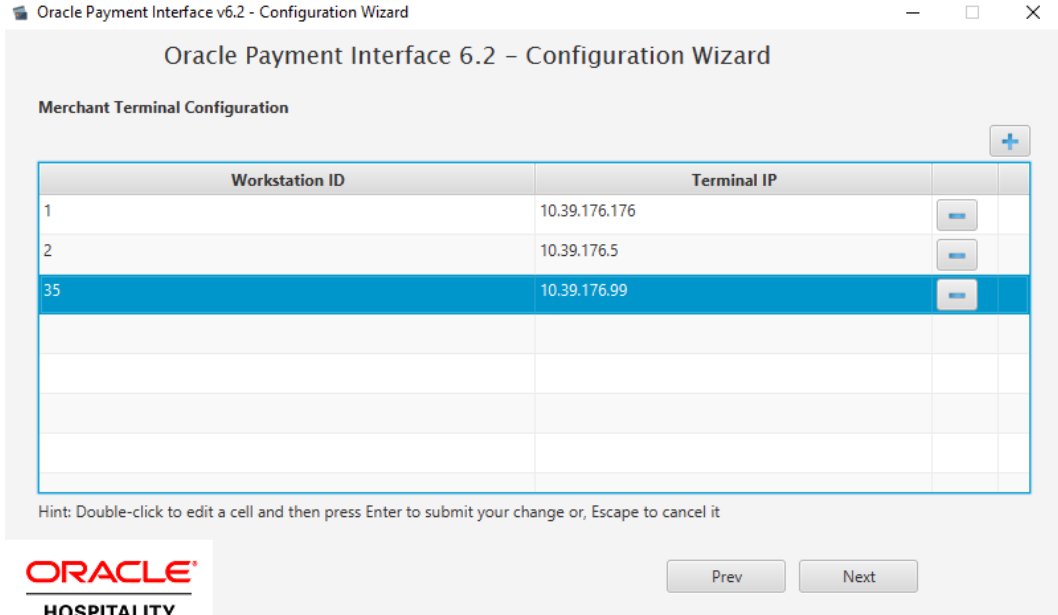 Oracle Payment Interface v6.2 - Configuration Wizard
Oracle Payment Interface 6.2 – Configuration Wizard
Merchant Terminal Configuration
Workstation ID Terminal IP
1 10.39.176.176
2 10.39.176.5
35 10.39.176.99
Hint: Double-click to edit a cell and then press Enter to submit your change or, Escape to cancel it
Prev Next
ORACLE®
HOSPITALITY